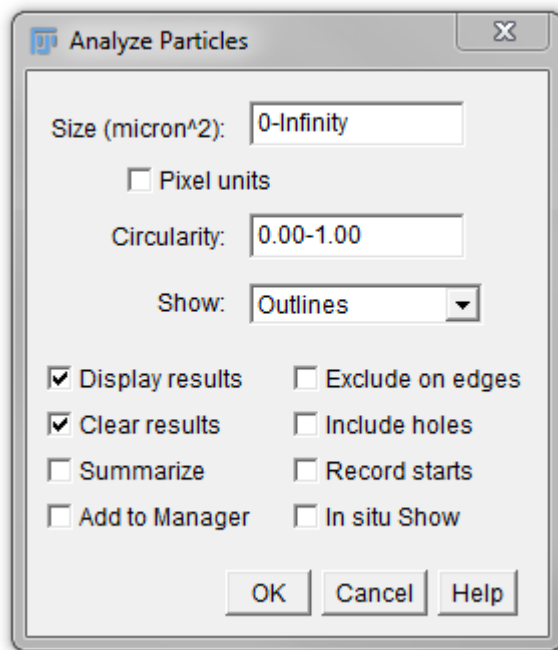 Analyze Particles
Size (micron^2): 0-Infinity
Pixel units
Circularity: 0.00-1.00
Show: Outlines
Display results Exclude on edges
Clear results Include holes
Summarize Record starts
Add to Manager In situ Show
OK Cancel Help